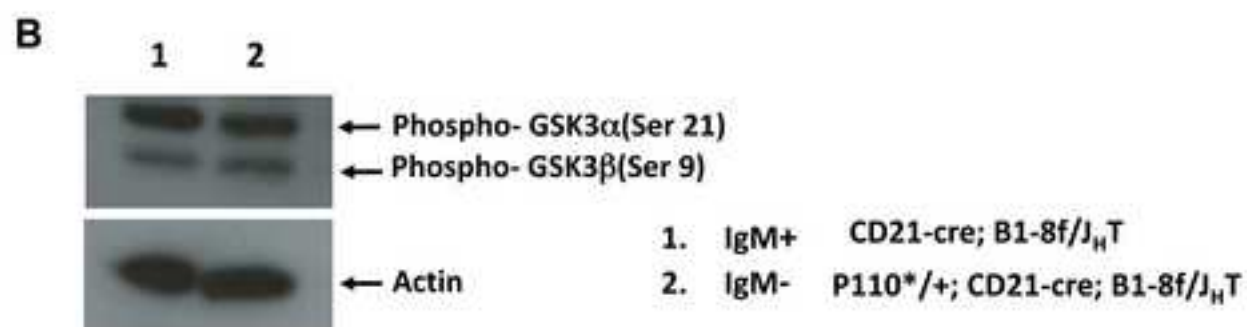 B
1 2
Phospho- GSK3α(Ser 21)
Phospho- GSK3β(Ser 9)
Actin
1. IgM+ CD21-cre; B1-8f/JHT
2. IgM- P110*/+; CD21-cre; B1-8f/JHT